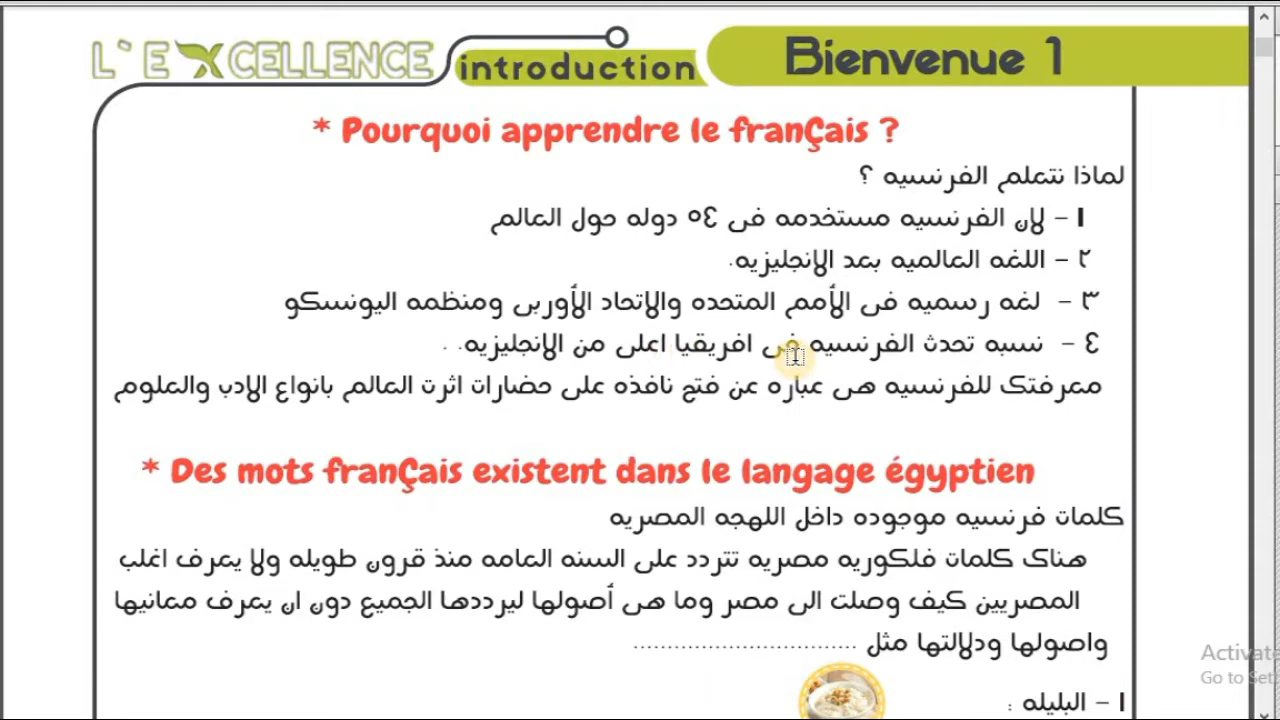 L`EXCELLENCE
introduction
Bienvenue 1
* Pourquoi apprendre le franÇais ?
لماذا نتعلم الفرنسيه ؟
١ - لان الفرنسيه مستخدمه فى ٥٤ دوله حول العالم
٢ - اللغه العالميه بعد الانجليزيه.
٣ - لغه رسميه فى الأمم المتحده والاتحاد الأوربى ومنظمه اليونسكو
٤ - نسبه تحدث الفرنسيه فى افريقيا اعلى من الانجليزيه. .
معرفتك للفرنسيه هى عباره عن فتح نافذه على حضارات اثرت العالم بانواع الادب والعلوم
* Des mots franÇais existent dans le langage égyptien
كلمات فرنسيه موجوده داخل اللهجه المصريه
هناك كلمات فلكوريه مصريه تتردد على السنه العامه منذ قرون طويله ولا يعرف اغلب
المصريين كيف وصلت الى مصر وما هى أصولها ليرددها الجميع دون ان يعرف معانيها
واصولها ودلالتها مثل ..............................
١ - البليله :
Activate
Go to Set